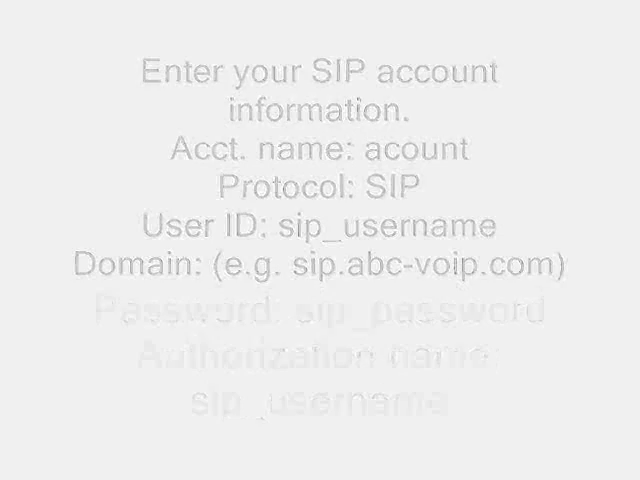 Enter your SIP account
information.
Acct. name: acount
Protocol: SIP
User ID: sip_username
Domain: (e.g. sip.abc-voip.com)
Password: sip_password
Authorization name:
sip_username